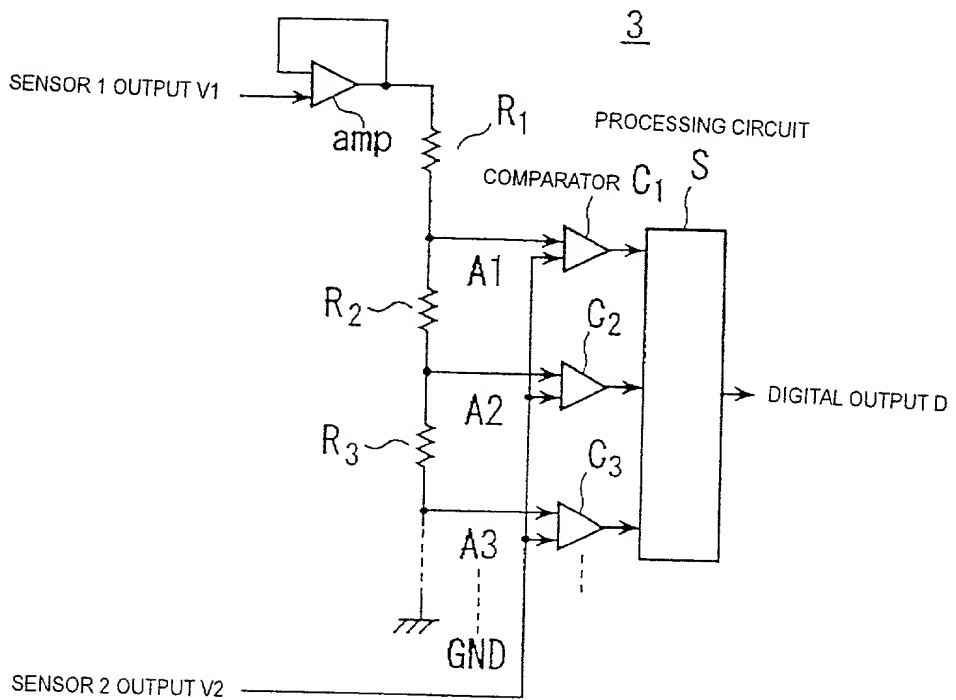 3
SENSOR 1 OUTPUT V1
amp
R1
PROCESSING CIRCUIT
S
COMPARATOR C1
A1
R2
C2
A2
DIGITAL OUTPUT D
R3
C3
A3
GND
SENSOR 2 OUTPUT V2